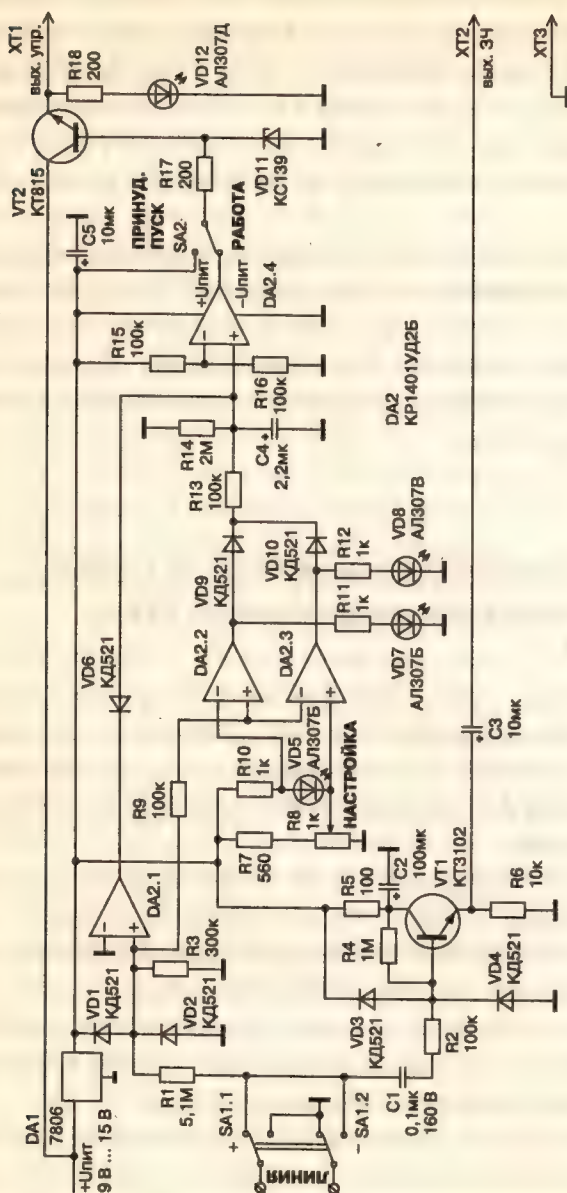 DA1
7806
+Uпит
9 В ... 15 В
VD1
КД521
VD2
КД521
R1
5,1М
R3
300к
DA2.1
VD6
КД521
R9
100к
SA1.1
+
ЛИНИЯ
– SA1.2
C1
0,1мк
160 В
R2
100к
VD3
КД521
VD4
КД521
R4
1М
R5
100
C2
100мк
VT1
КТ3102
R6
10к
C3
10мк
R7
560
R8
1к
НАСТРОЙКА
R10
1к
VD5
АЛ307Б
DA2.2
DA2.3
VD9
КД521
VD10
КД521
R11
1к
R12
1к
VD7
АЛ307Б
VD8
АЛ307В
R13
100к
R14
2М
C4
2,2мк
R15
100к
R16
100к
+Uпит
–Uпит
DA2.4
DA2
КР1401УД2Б
ПРИНУД.
ПУСК
SA2
РАБОТА
C5
10мк
R17
200
VD11
КС139
VT2
КТ815
R18
200
VD12
АЛ307Д
XT1
вых. упр.
XT2
вых. ЗЧ
XT3